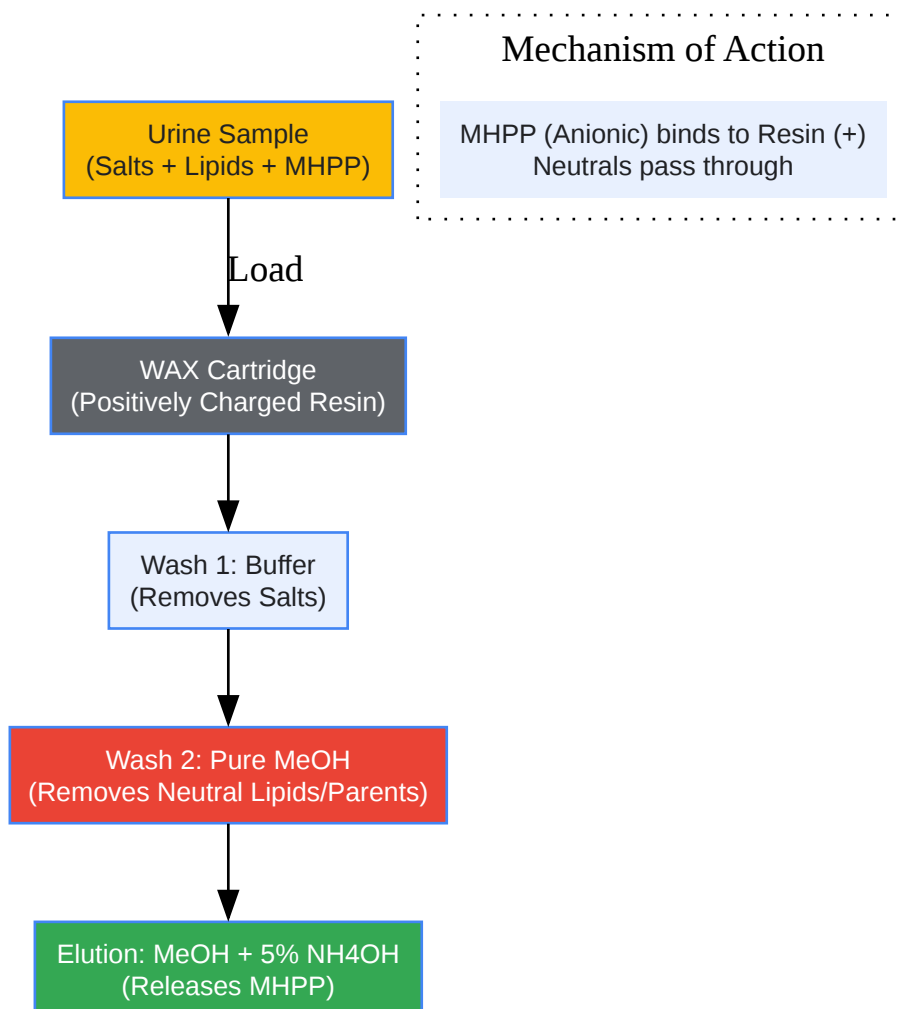 Mechanism of Action
MHPP (Anionic) binds to Resin (+)
Neutrals pass through
Urine Sample
(Salts + Lipids + MHPP)
Load
WAX Cartridge
(Positively Charged Resin)
Wash 1: Buffer
(Removes Salts)
Wash 2: Pure MeOH
(Removes Neutral Lipids/Parents)
Elution: MeOH + 5% NH4OH
(Releases MHPP)